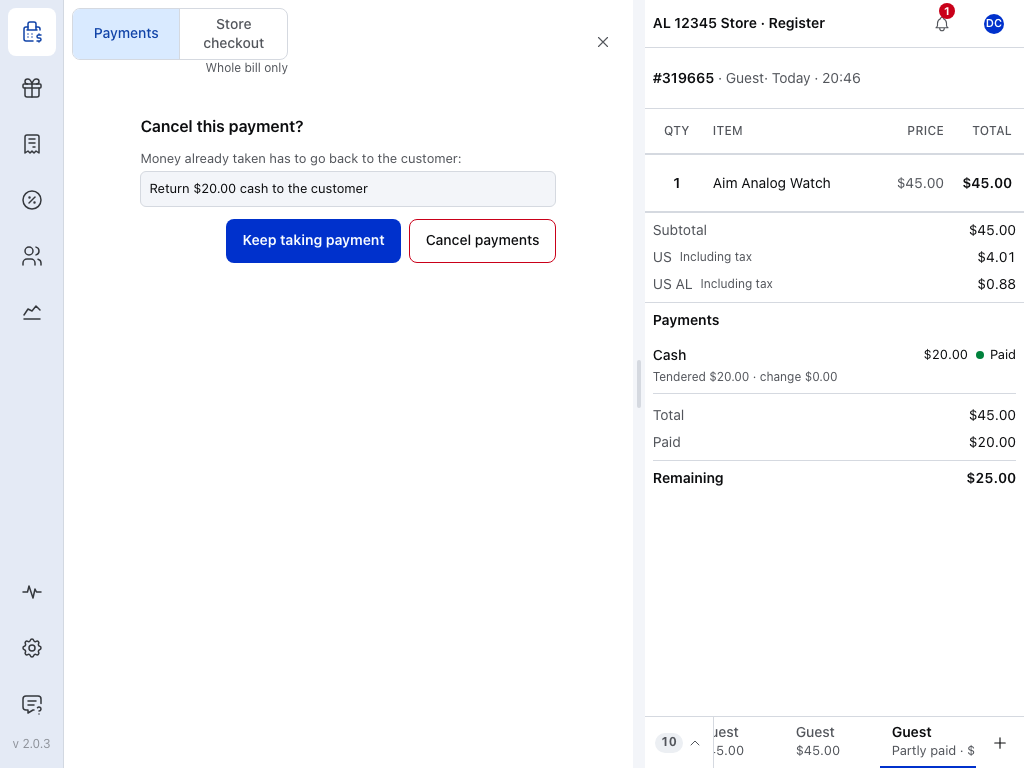 Payments
Store checkout
Whole bill only
Cancel this payment?
Money already taken has to go back to the customer:
Return $20.00 cash to the customer
Keep taking payment
Cancel payments
v 2.0.3
AL 12345 Store · Register
1
DC
#319665 · Guest· Today · 20:46
QTY ITEM PRICE TOTAL
1 Aim Analog Watch $45.00 $45.00
Subtotal $45.00
US Including tax $4.01
US AL Including tax $0.88
Payments
Cash $20.00 Paid
Tendered $20.00 · change $0.00
Total $45.00
Paid $20.00
Remaining $25.00
10
Guest
$45.00
Guest
Partly paid · $